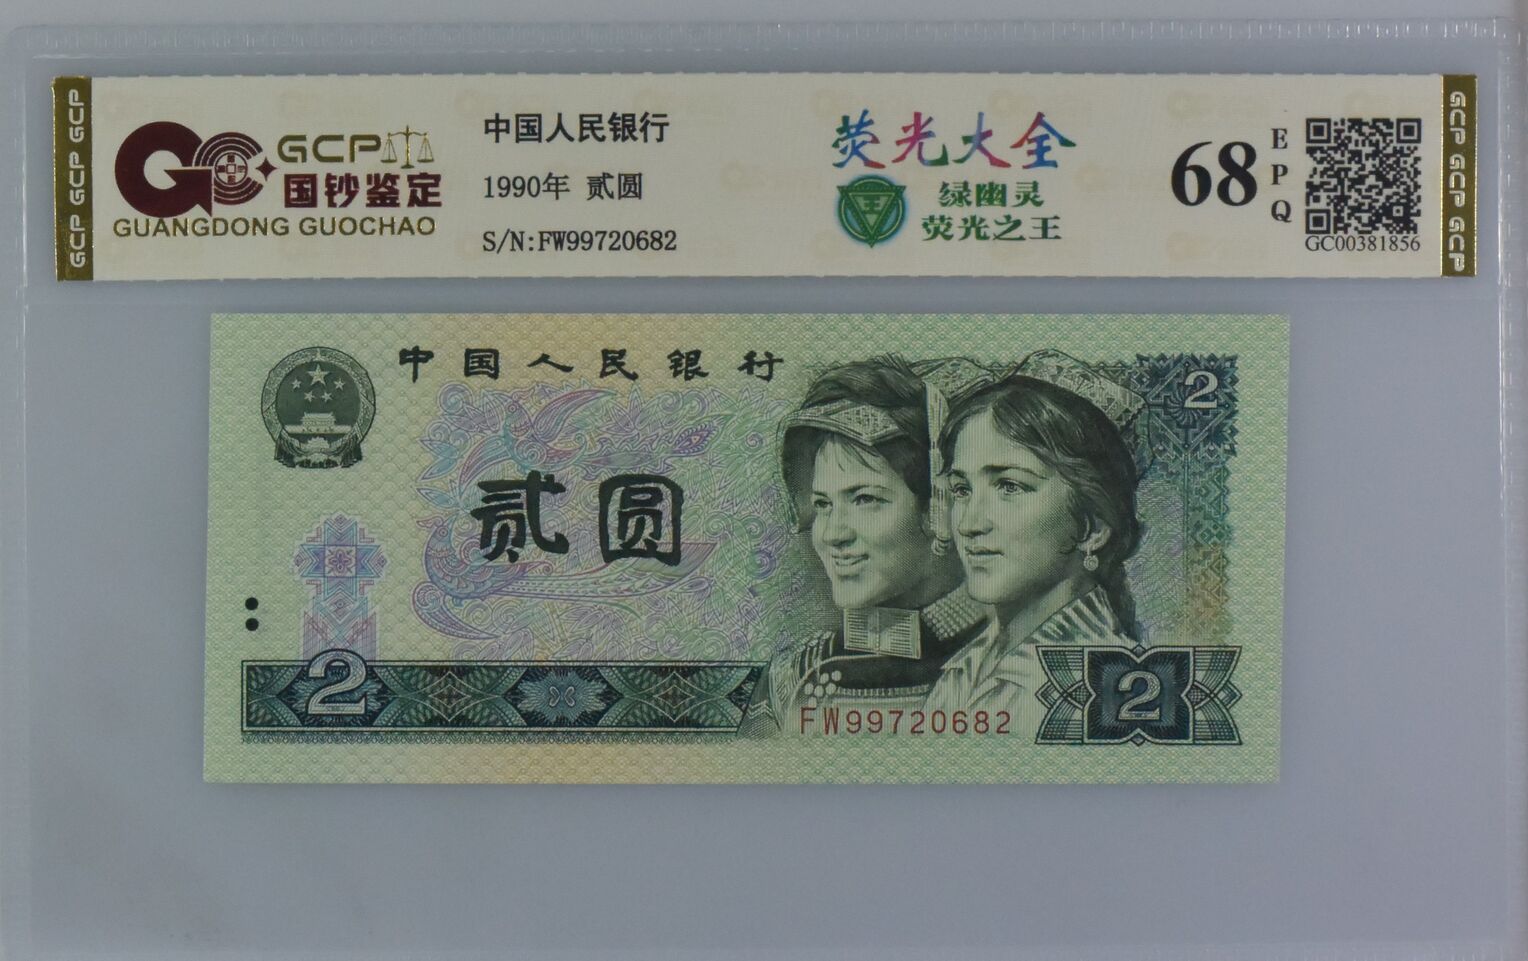 GCP GCP GCP
GCP
国钞鉴定
GUANGDONG GUOCHAO
中国人民银行
1990年 贰圆
S/N:FW99720682
荧光大全
王
绿幽灵
荧光之王
68
EPQ
GC00381856
GCP GCP GCP
中国人民银行
2
贰圆
2
FW99720682
2